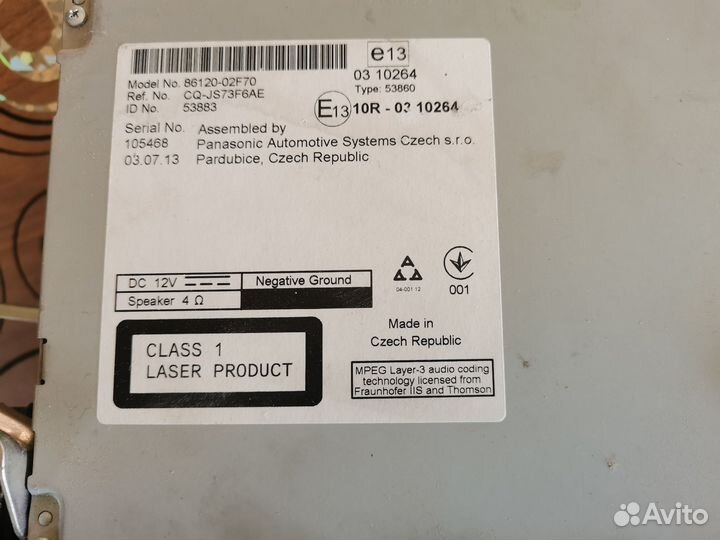 Model No. 86120-02F70
Ref. No. CQ-JS73F6AE
ID No. 53883
e13
03 10264
Type: 53860
E13 10R - 03 10264
Serial No. Assembled by
105468 Panasonic Automotive Systems Czech s.r.o.
03.07.13 Pardubice, Czech Republic
DC 12V Negative Ground
Speaker 4 Ω
04-001 12
001
CLASS 1
LASER PRODUCT
Made in
Czech Republic
MPEG Layer-3 audio coding
technology licensed from
Fraunhofer IIS and Thomson
Avito